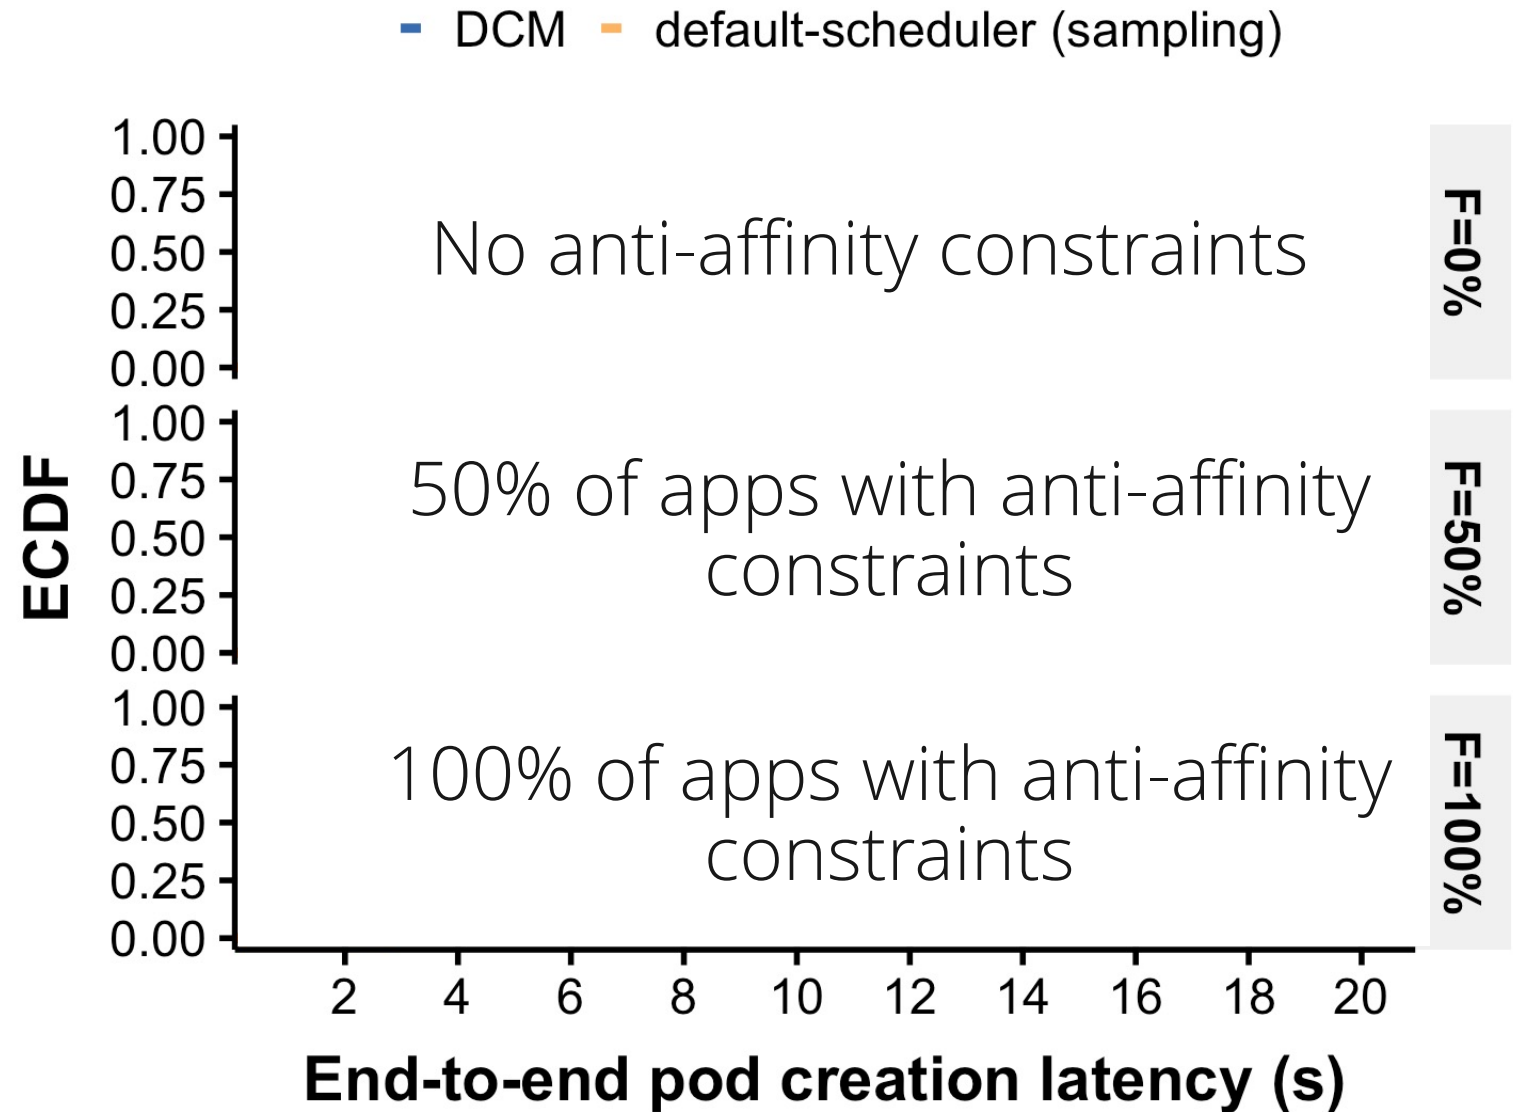 DCM default-scheduler (sampling)
ECDF
1.00
0.75
0.50
0.25
0.00
No anti-affinity constraints
F=0%
1.00
0.75
0.50
0.25
0.00
50% of apps with anti-affinity
constraints
F=50%
1.00
0.75
0.50
0.25
0.00
100% of apps with anti-affinity
constraints
F=100%
2 4 6 8 10 12 14 16 18 20
End-to-end pod creation latency (s)